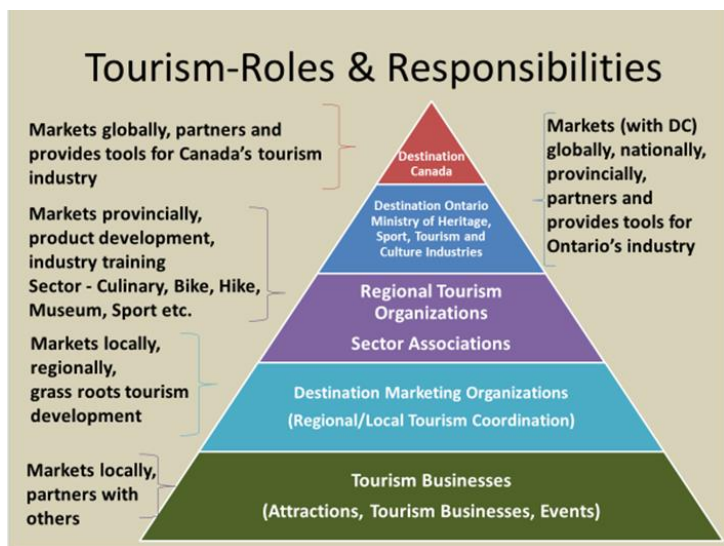 Tourism-Roles & Responsibilities
Markets globally, partners and
provides tools for Canada's tourism
industry
Destination
Canada
Markets (with DC)
globally, nationally,
provincially,
partners and
provides tools for
Ontario's industry
Destination Ontario
Ministry of Heritage,
Sport, Tourism and
Culture Industries
Markets provincially,
product development,
industry training
Sector - Culinary, Bike, Hike,
Museum, Sport etc.
Regional Tourism
Organizations
Sector Associations
Markets locally,
regionally,
grass roots tourism
development
Destination Marketing Organizations
(Regional/Local Tourism Coordination)
Markets locally,
partners with
others
Tourism Businesses
(Attractions, Tourism Businesses, Events)